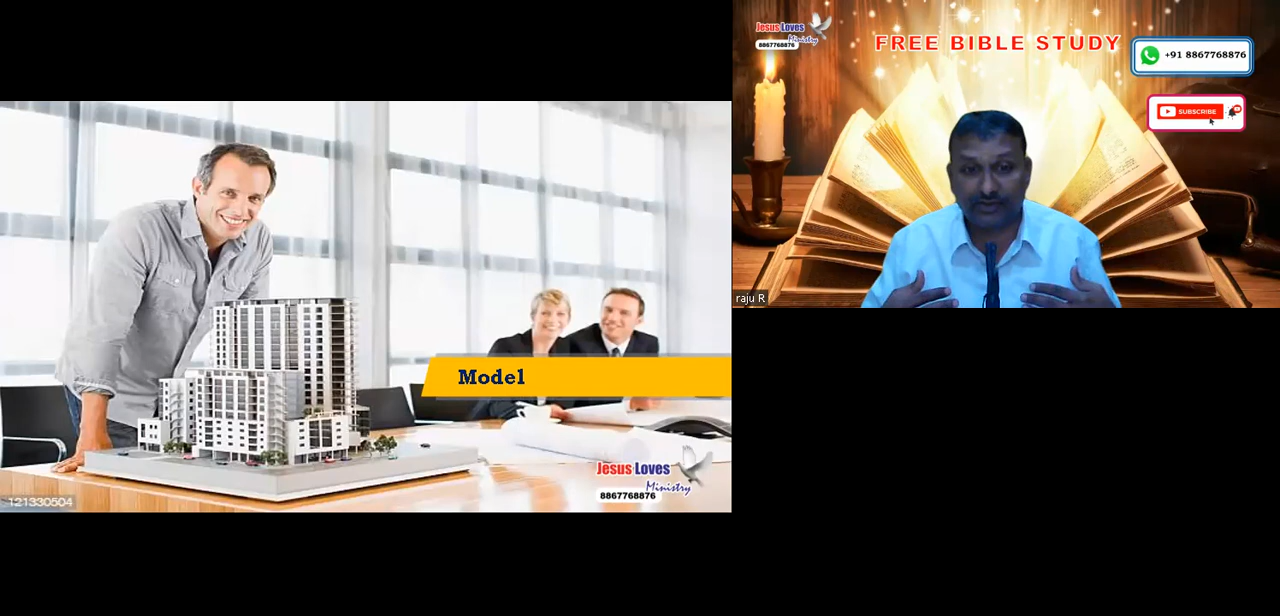 Model
Jesus Loves
Ministry
8867768876
121330504
Jesus Loves
Ministry
8867768876
FREE BIBLE STUDY
+91 8867768876
SUBSCRIBE
raju R